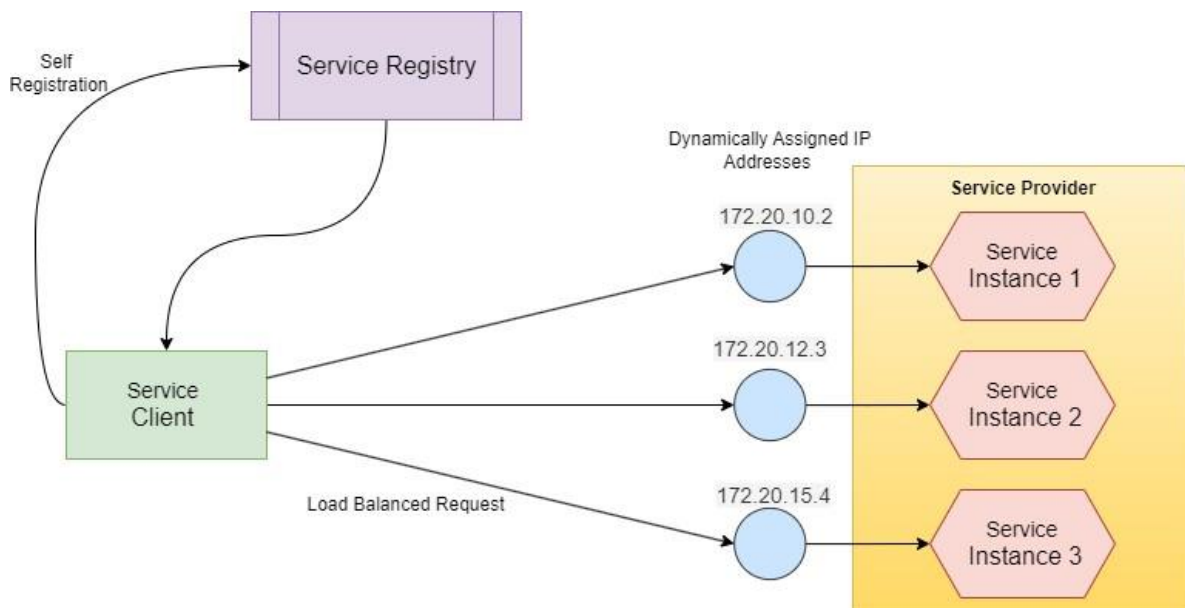 Self
Registration
Service Registry
Dynamically Assigned IP
Addresses
Service Provider
172.20.10.2
Service
Instance 1
172.20.12.3
Service
Instance 2
Service
Client
172.20.15.4
Load Balanced Request
Service
Instance 3